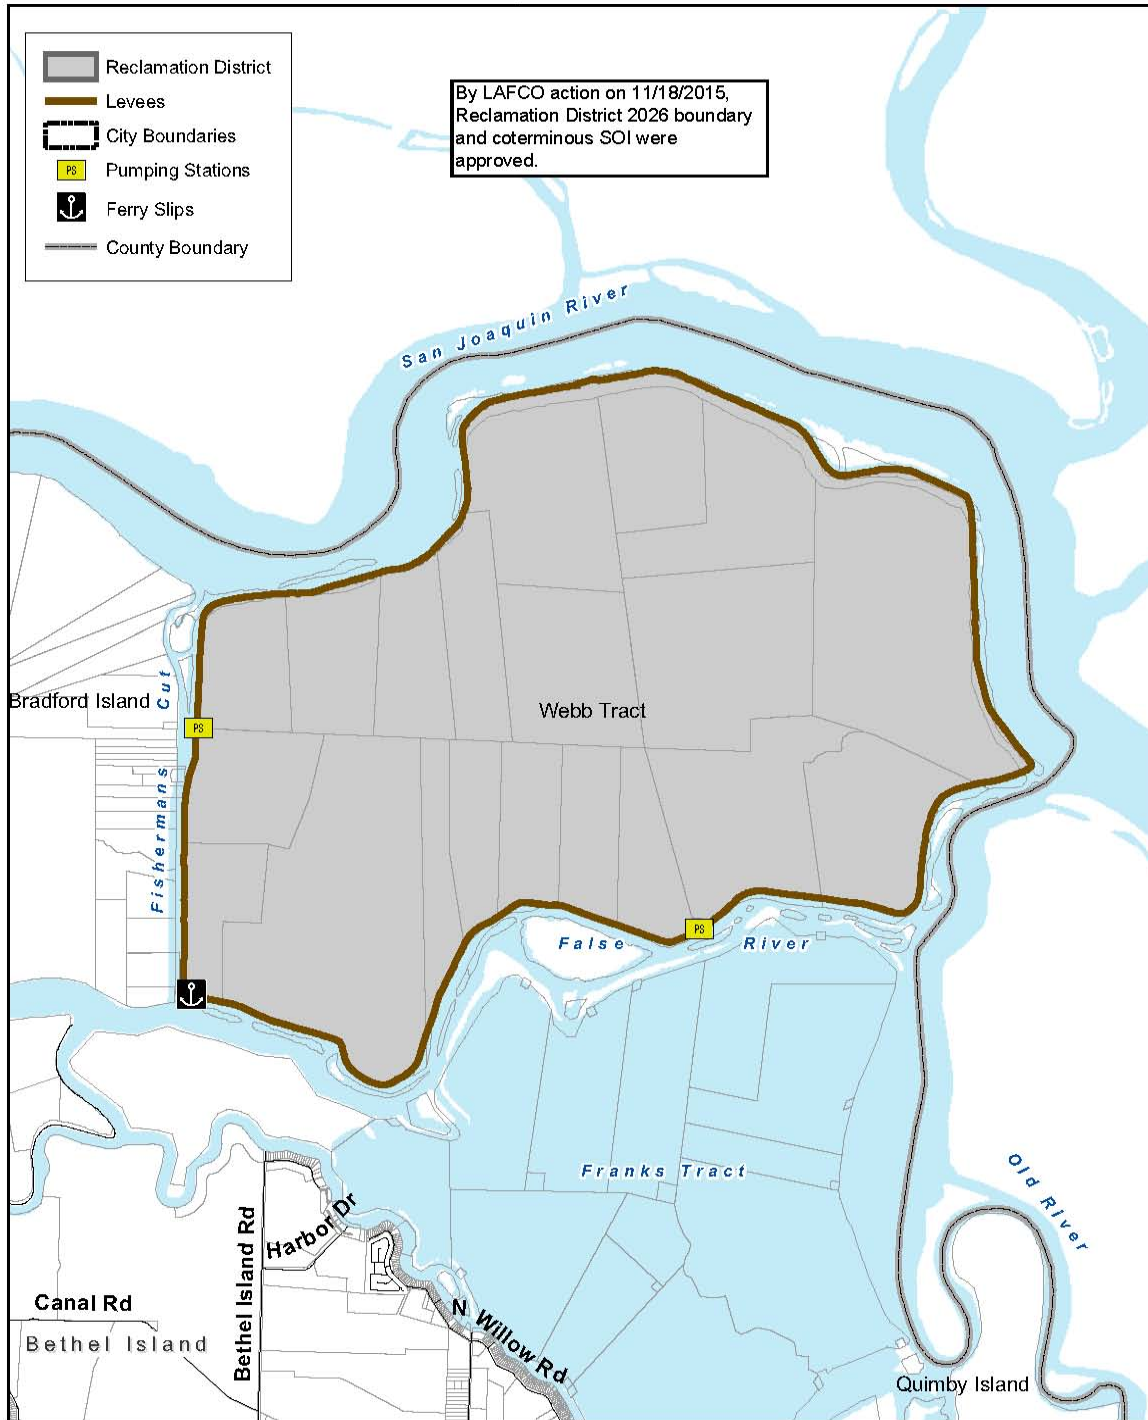 Reclamation District
Levees
City Boundaries
PS Pumping Stations
Ferry Slips
County Boundary
By LAFCO action on 11/18/2015,
Reclamation District 2026 boundary
and coterminous SOI were
approved.
San Joaquin River
Bradford Island
Fishermans Cut
PS
Webb Tract
PS
False River
Franks Tract
Old River
Harbor Dr
Bethel Island Rd
Canal Rd
Bethel Island
N Willow Rd
Quimby Island